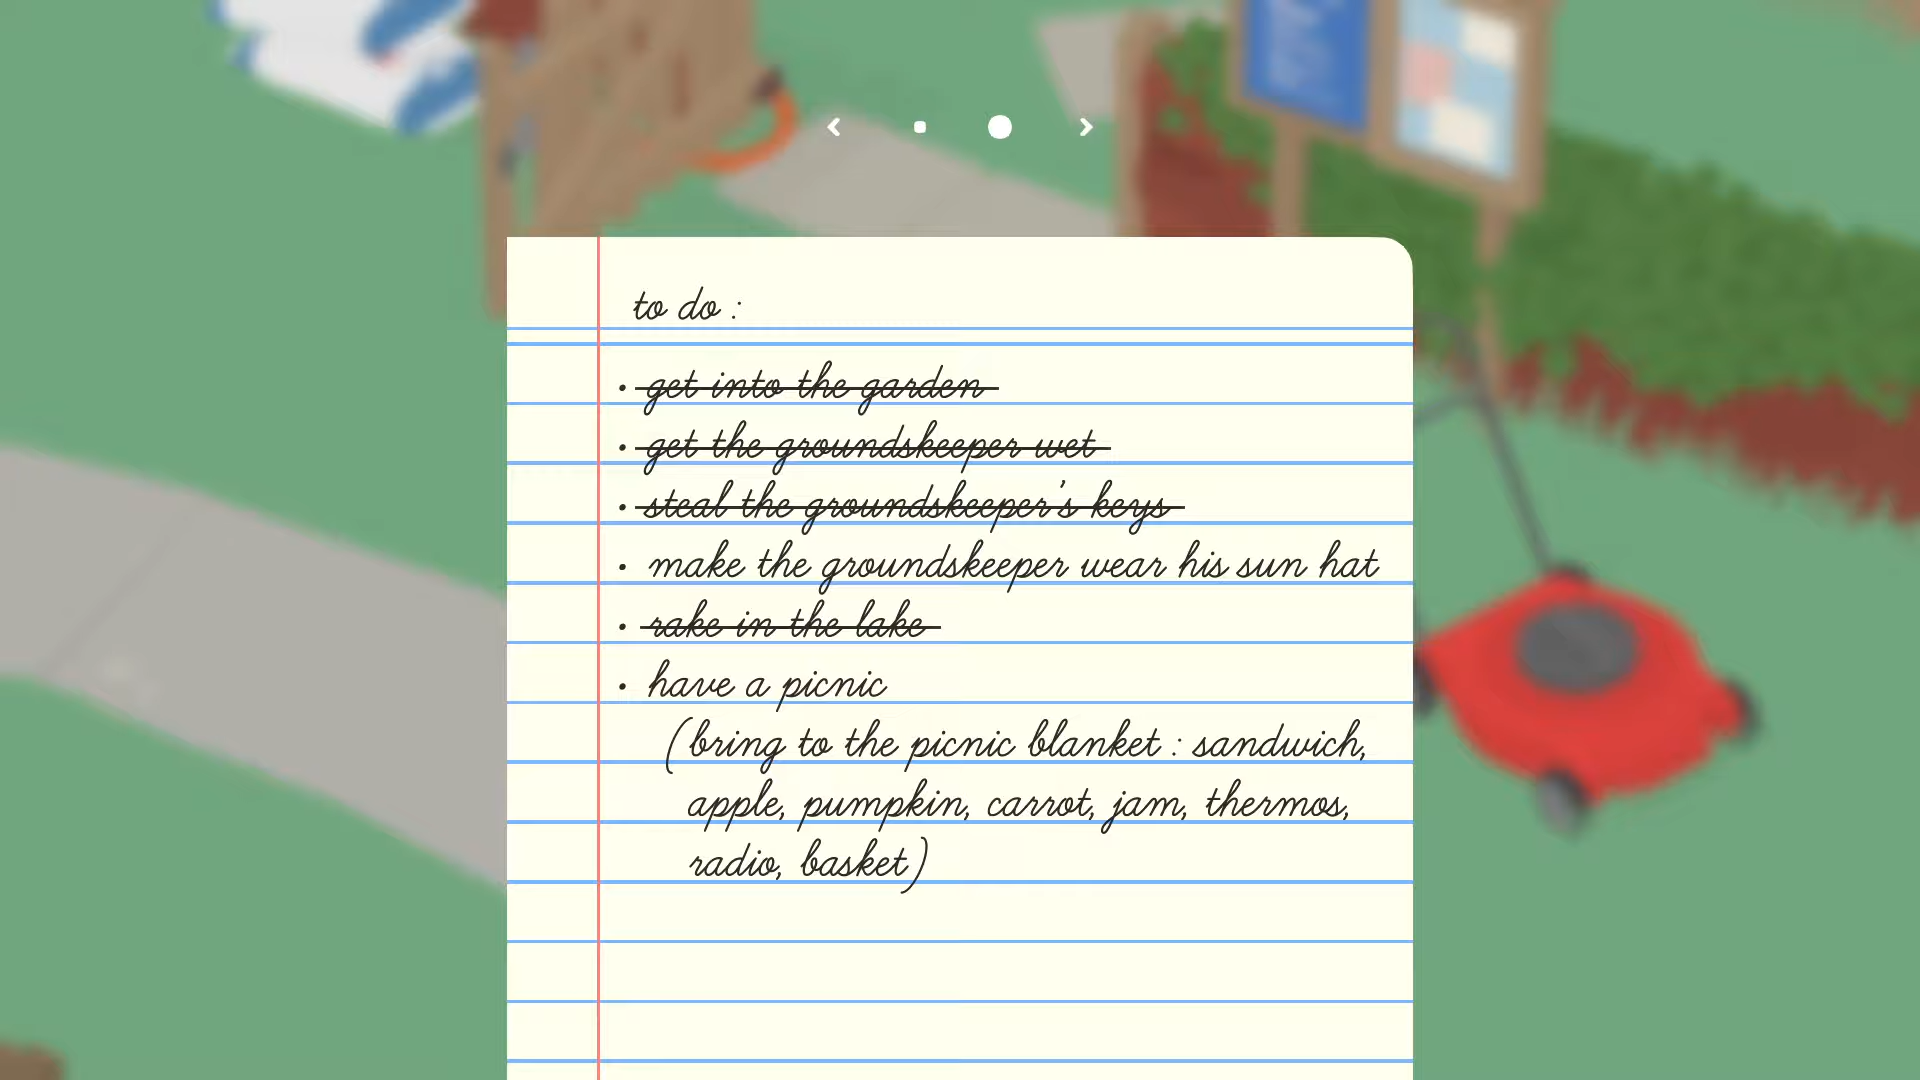 to do :
• get into the garden
• get the groundskeeper wet
• steal the groundskeeper's keys
• make the groundskeeper wear his sun hat
• rake in the lake
• have a picnic
(bring to the picnic blanket : sandwich,
apple, pumpkin, carrot, jam, thermos,
radio, basket)